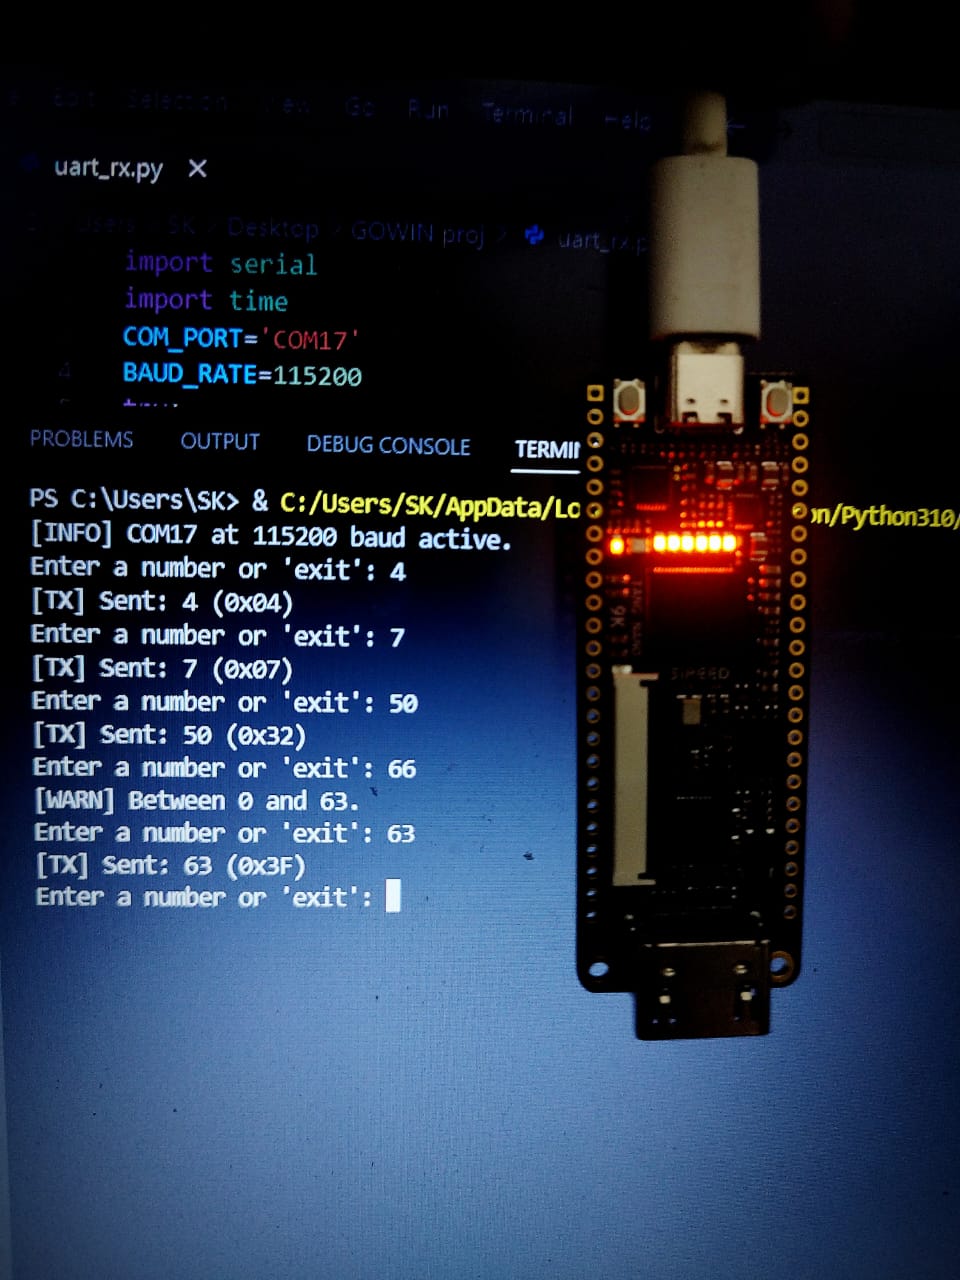 Edit Selection View Go Run Terminal Help
uart_rx.py
Users > SK > Desktop > GOWIN proj > uart_rx.p
import serial
import time
COM_PORT='COM17'
4 BAUD_RATE=115200
PROBLEMS OUTPUT DEBUG CONSOLE TERMIN
PS C:\Users\SK> & C:/Users/SK/AppData/Lo on/Python310/
[INFO] COM17 at 115200 baud active.
Enter a number or 'exit': 4
[TX] Sent: 4 (0x04)
Enter a number or 'exit': 7
[TX] Sent: 7 (0x07)
Enter a number or 'exit': 50
[TX] Sent: 50 (0x32)
Enter a number or 'exit': 66
[WARN] Between 0 and 63.
Enter a number or 'exit': 63
[TX] Sent: 63 (0x3F)
Enter a number or 'exit':
TANG NANO
9K
SIPEED